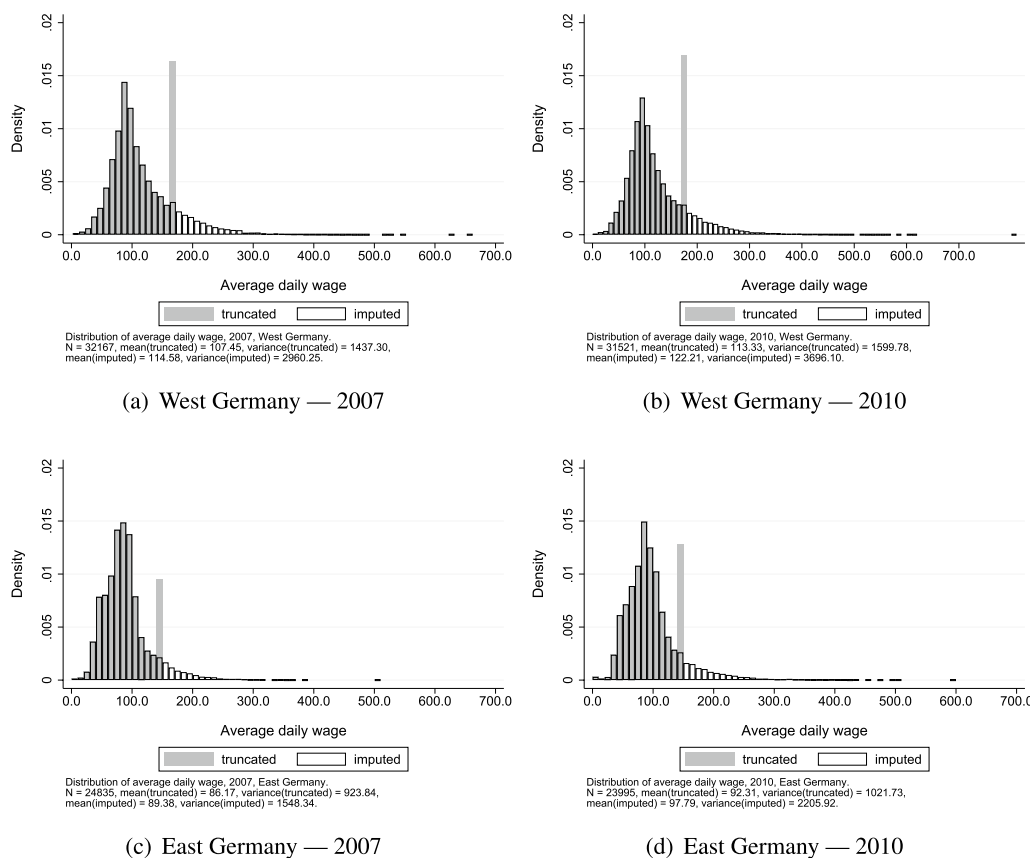 .02
.015
.01
.005
0
Density
0.0 100.0 200.0 300.0 400.0 500.0 600.0 700.0
Average daily wage
truncated imputed
Distribution of average daily wage, 2007, West Germany.
N = 32167, mean(truncated) = 107.45, variance(truncated) = 1437.30,
mean(imputed) = 114.58, variance(imputed) = 2960.25.
(a) West Germany — 2007
.02
.015
.01
.005
0
Density
0.0 100.0 200.0 300.0 400.0 500.0 600.0 700.0
Average daily wage
truncated imputed
Distribution of average daily wage, 2010, West Germany.
N = 31521, mean(truncated) = 113.33, variance(truncated) = 1599.78,
mean(imputed) = 122.21, variance(imputed) = 3696.10.
(b) West Germany — 2010
.02
.015
.01
.005
0
Density
0.0 100.0 200.0 300.0 400.0 500.0 600.0 700.0
Average daily wage
truncated imputed
Distribution of average daily wage, 2007, East Germany.
N = 24835, mean(truncated) = 86.17, variance(truncated) = 923.84,
mean(imputed) = 89.38, variance(imputed) = 1548.34.
(c) East Germany — 2007
.02
.015
.01
.005
0
Density
0.0 100.0 200.0 300.0 400.0 500.0 600.0 700.0
Average daily wage
truncated imputed
Distribution of average daily wage, 2010, East Germany.
N = 23995, mean(truncated) = 92.31, variance(truncated) = 1021.73,
mean(imputed) = 97.79, variance(imputed) = 2205.92.
(d) East Germany — 2010